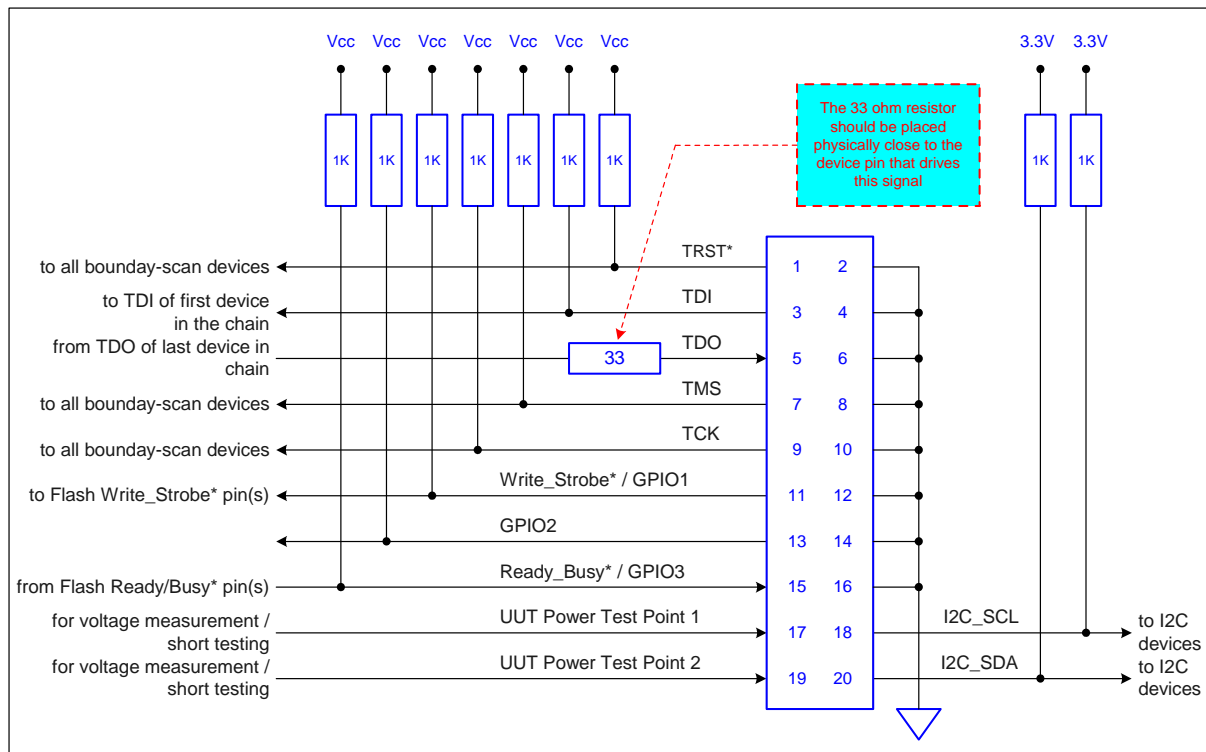 Vcc Vcc Vcc Vcc Vcc Vcc Vcc 3.3V 3.3V
The 33 ohm resistor
should be placed
physically close to the
device pin that drives
this signal
1K 1K 1K 1K 1K 1K 1K 1K 1K
to all bounday-scan devices TRST* 1 2
to TDI of first device
in the chain
TDI 3 4
from TDO of last device in
chain
33 TDO 5 6
to all bounday-scan devices TMS 7 8
to all bounday-scan devices TCK 9 10
to Flash Write_Strobe* pin(s) Write_Strobe* / GPIO1 11 12
GPIO2 13 14
from Flash Ready/Busy* pin(s) Ready_Busy* / GPIO3 15 16
for voltage measurement /
short testing
UUT Power Test Point 1 17 18 I2C_SCL
to I2C
devices
for voltage measurement /
short testing
UUT Power Test Point 2 19 20 I2C_SDA
to I2C
devices